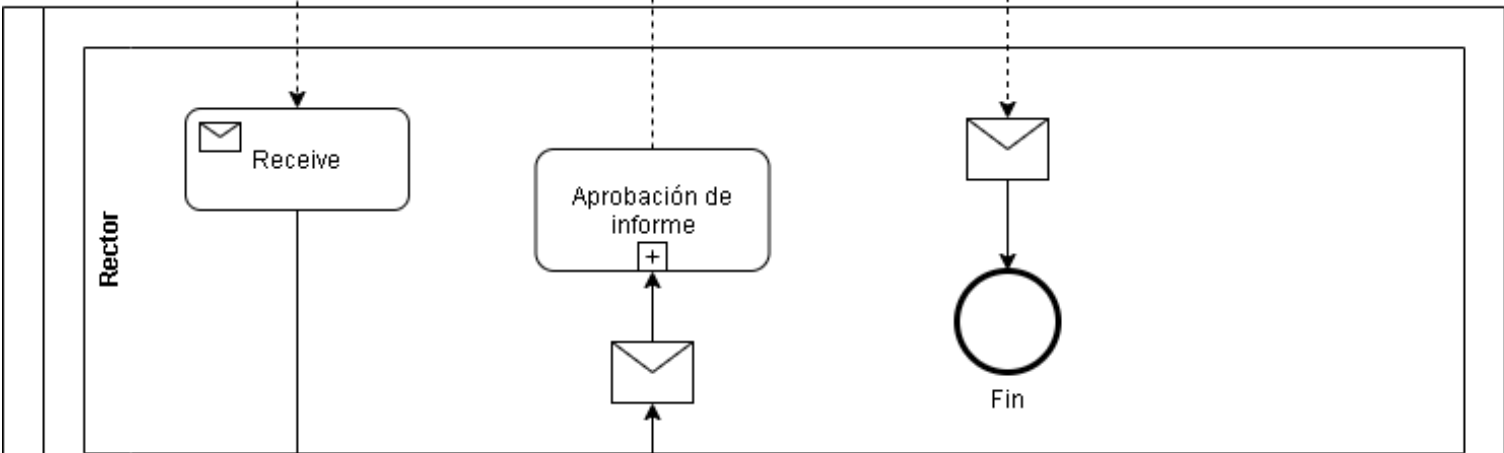 Rector
Receive
Aprobación de
informe
Fin